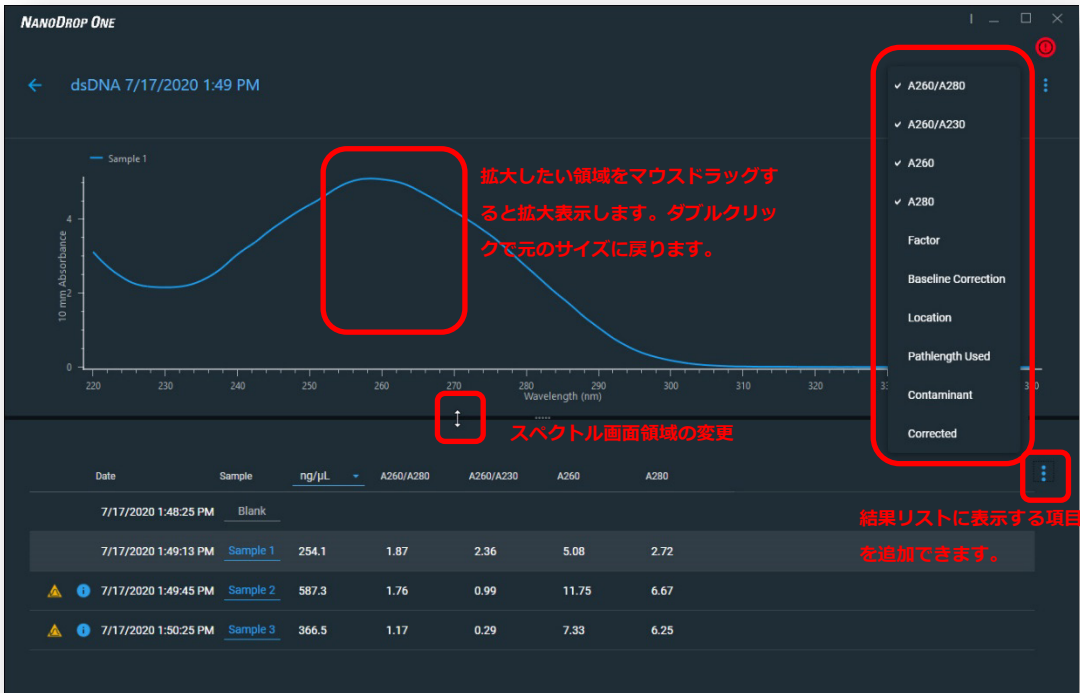 NANODROP ONE
dsDNA 7/17/2020 1:49 PM
A260/A280
A260/A230
A260
A280
Factor
Baseline Correction
Location
Pathlength Used
Contaminant
Corrected
Sample 1
拡大したい領域をマウスドラッグす
ると拡大表示します。ダブルクリッ
クで元のサイズに戻ります。
10 mm Absorbance
4
2
0
220 230 240 250 260 270 280 290 300 310 320
Wavelength (nm)
スペクトル画面領域の変更
Date Sample ng/µL A260/A280 A260/A230 A260 A280
結果リストに表示する項目
を追加できます。
7/17/2020 1:48:25 PM Blank
7/17/2020 1:49:13 PM Sample 1 254.1 1.87 2.36 5.08 2.72
7/17/2020 1:49:45 PM Sample 2 587.3 1.76 0.99 11.75 6.67
7/17/2020 1:50:25 PM Sample 3 366.5 1.17 0.29 7.33 6.25